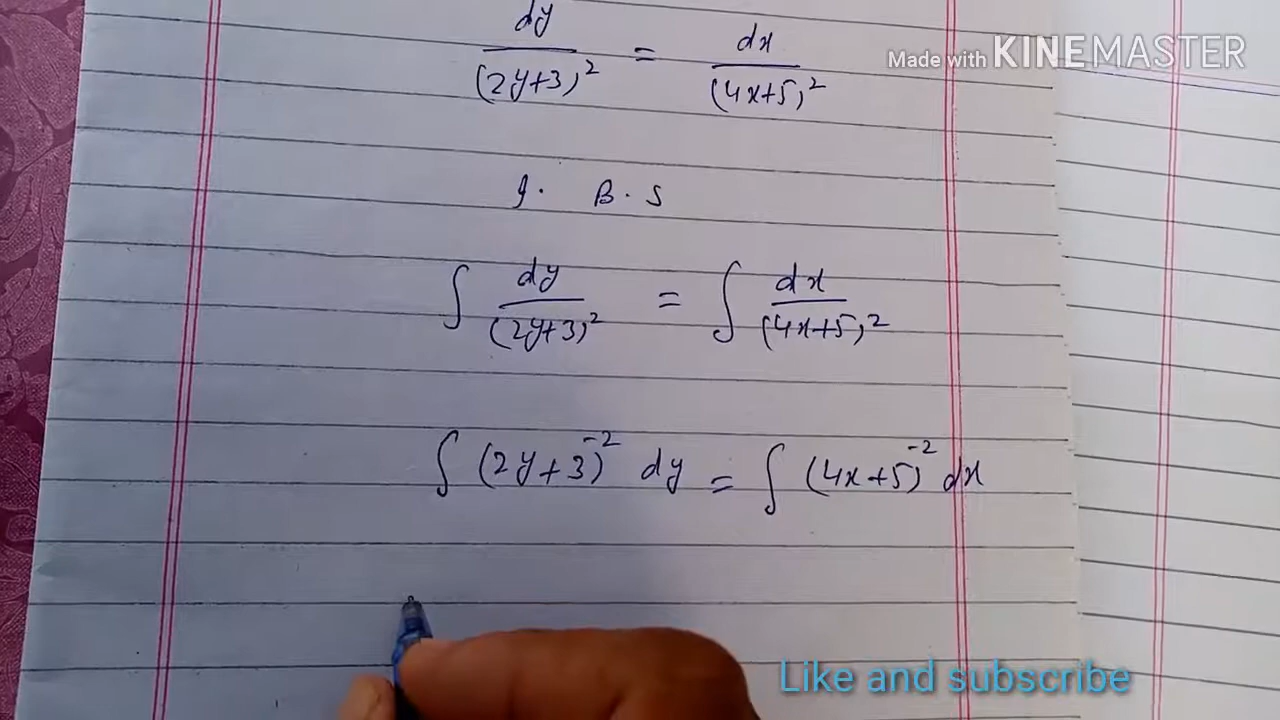 dy/(2y+3)² = dx/(4x+5)²
Made with KINEMASTER
I. B.S
∫ dy/(2y+3)² = ∫ dx/(4x+5)²
∫ (2y+3)⁻² dy = ∫ (4x+5)⁻² dx
Like and subscribe